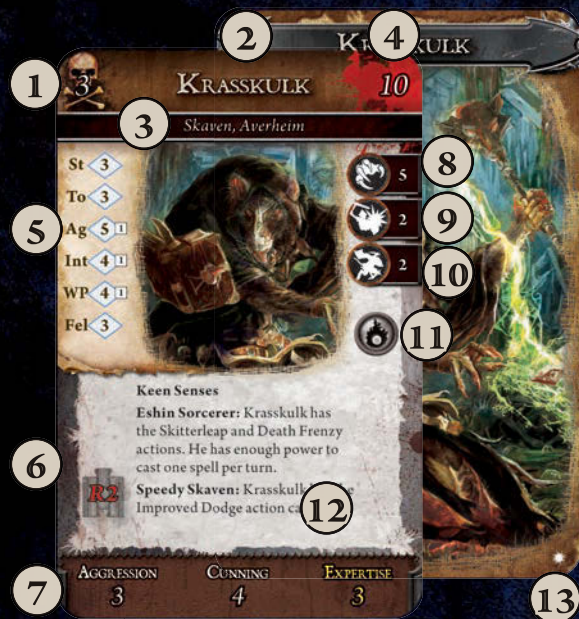 2
KRASSKULK
4
1
3
KRASSKULK
10
3
Skaven, Averheim
St 3
To 3
5
Ag 5 1
Int 4 1
WP 4 1
Fel 3
5
8
2
9
2
10
11
Keen Senses
Eshin Sorcerer: Krasskulk has
the Skitterleap and Death Frenzy
actions. He has enough power to
cast one spell per turn.
6
R2
Speedy Skaven: Krasskulk
Improved Dodge action
12
7
AGGRESSION CUNNING EXPERTISE
3 4 3
13